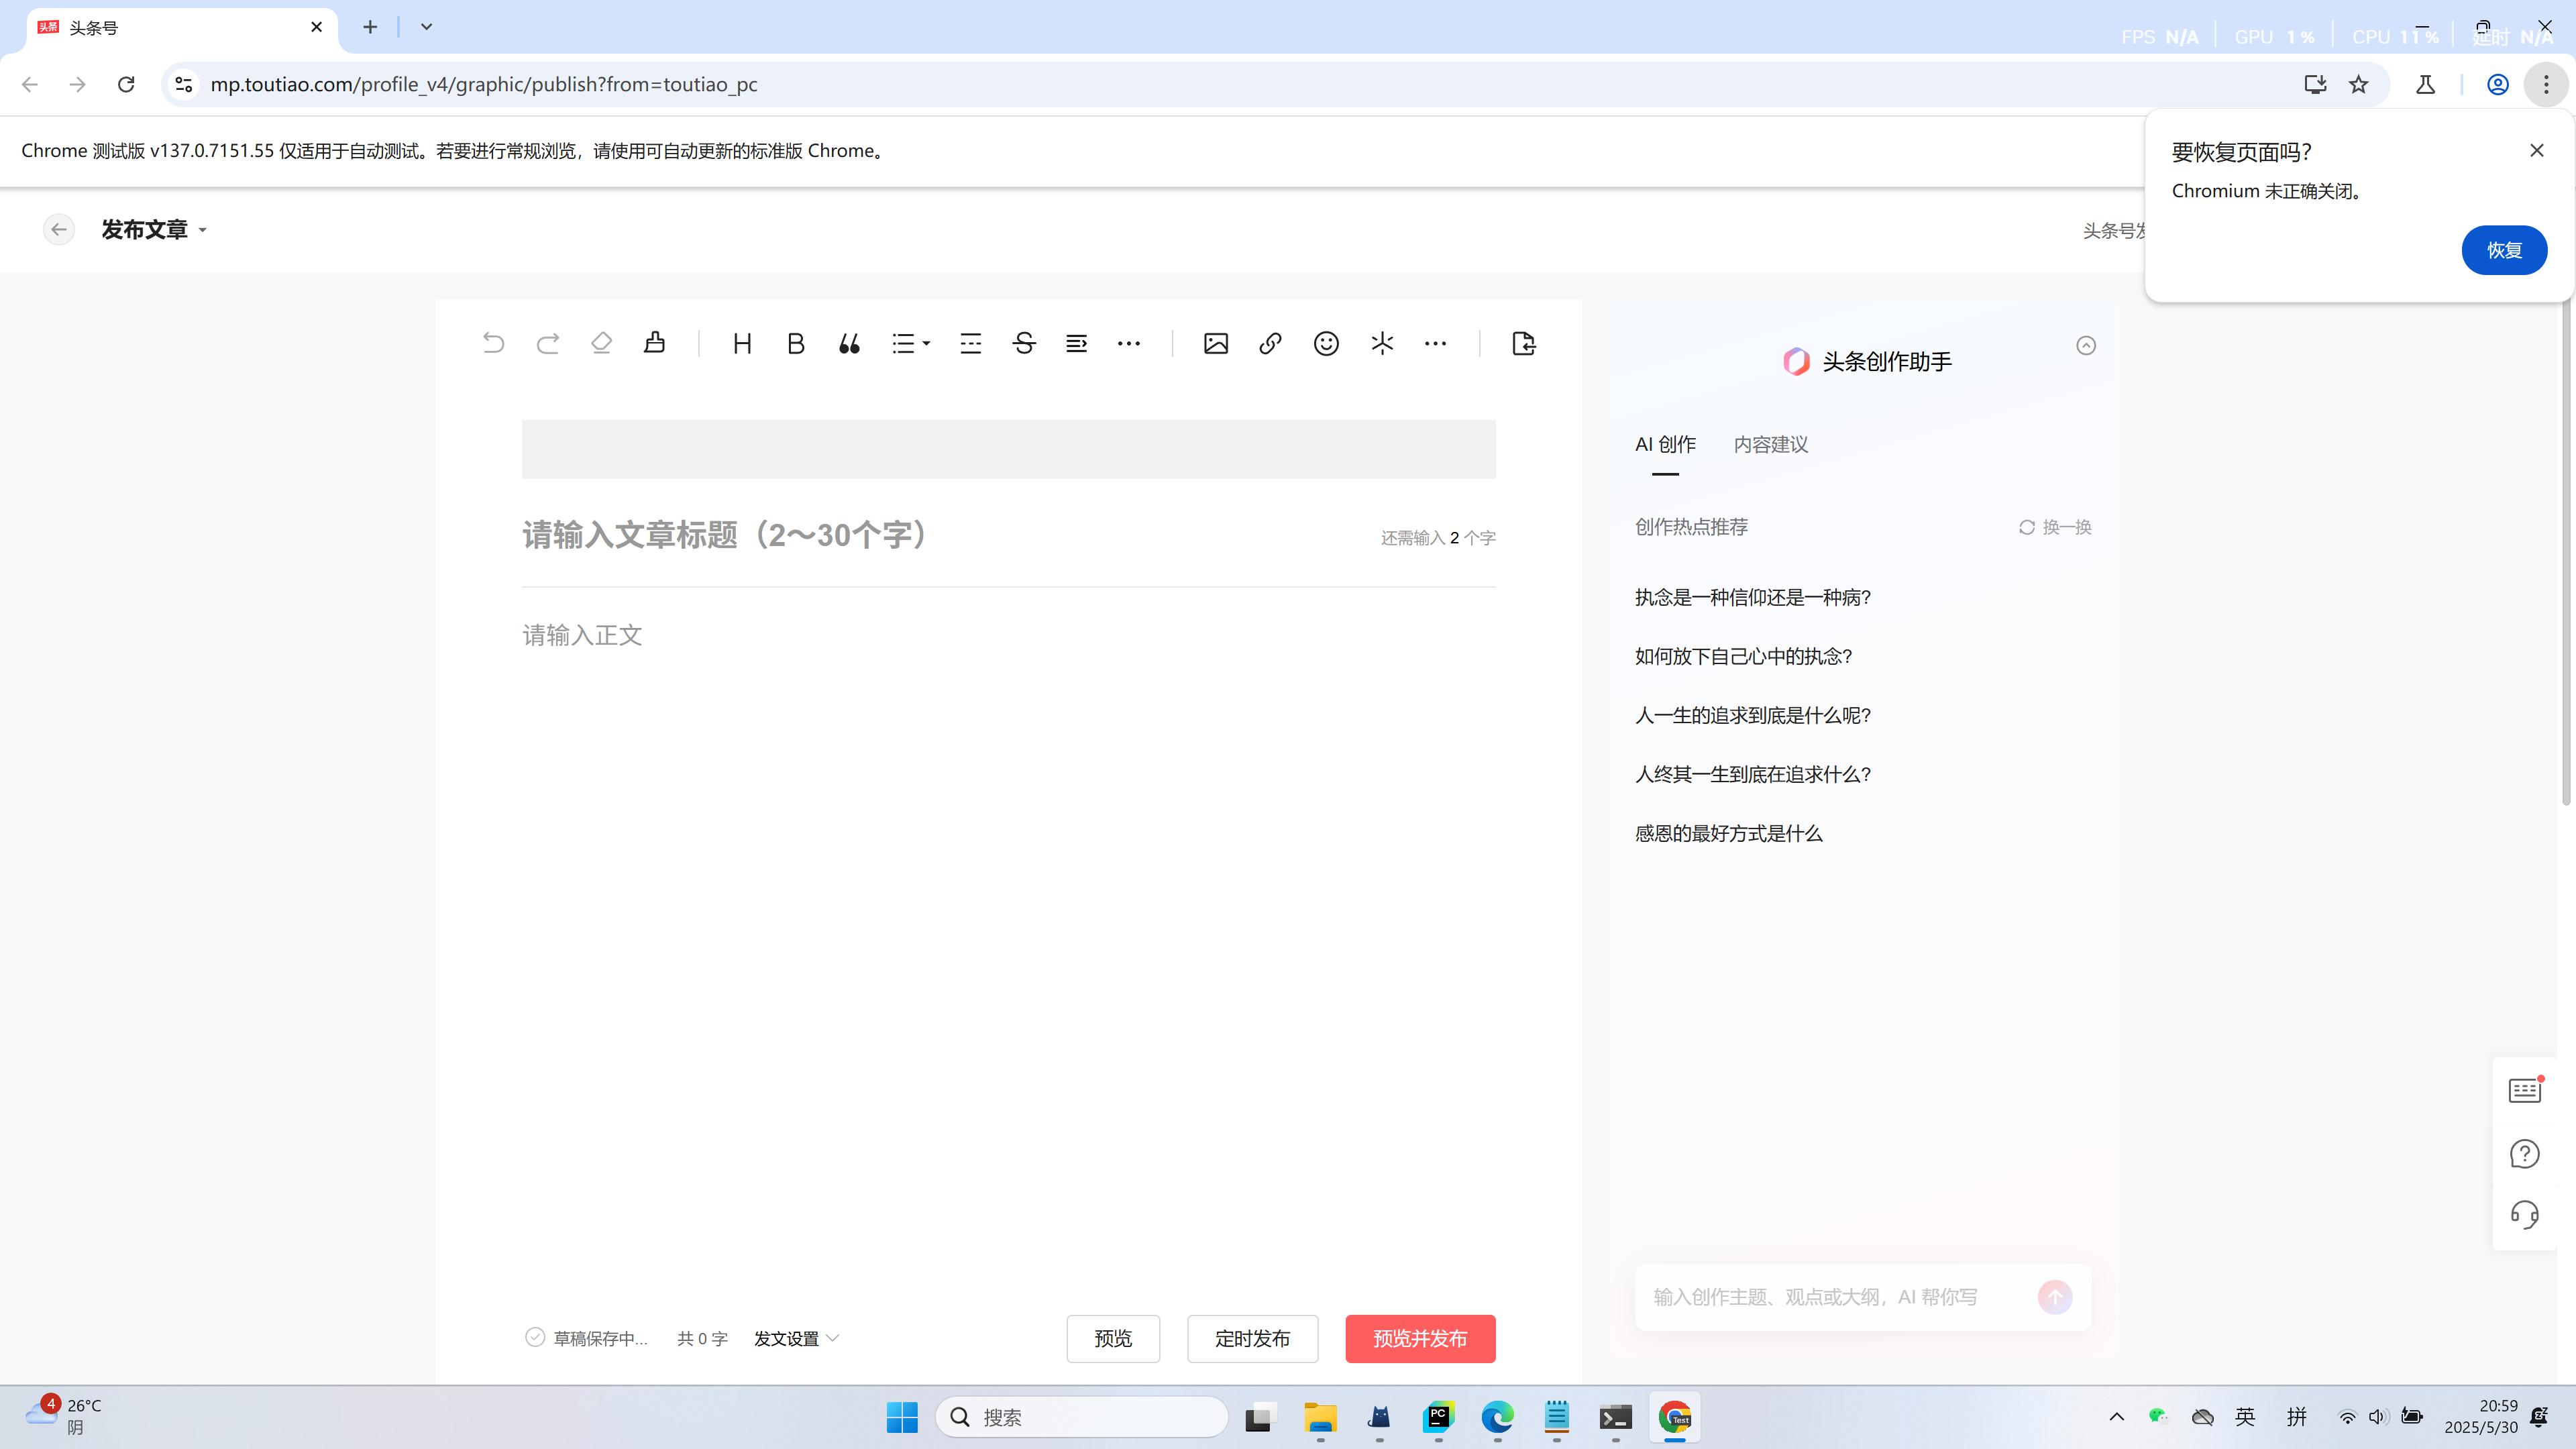 头条 头条号
FPS N/A GPU 1 % CPU 11 % 延时 N/A
mp.toutiao.com/profile_v4/graphic/publish?from=toutiao_pc
Chrome 测试版 v137.0.7151.55 仅适用于自动测试。若要进行常规浏览，请使用可自动更新的标准版 Chrome。
要恢复页面吗？
Chromium 未正确关闭。
恢复
发布文章
头条号发
头条创作助手
AI 创作 内容建议
请输入文章标题（2～30个字）
还需输入 2 个字
创作热点推荐 换一换
请输入正文
执念是一种信仰还是一种病?
如何放下自己心中的执念?
人一生的追求到底是什么呢?
人终其一生到底在追求什么?
感恩的最好方式是什么
输入创作主题、观点或大纲，AI 帮你写
草稿保存中... 共 0 字 发文设置
预览 定时发布 预览并发布
4 26°C
阴
搜索
PC
Test
英 拼
20:59
2025/5/30